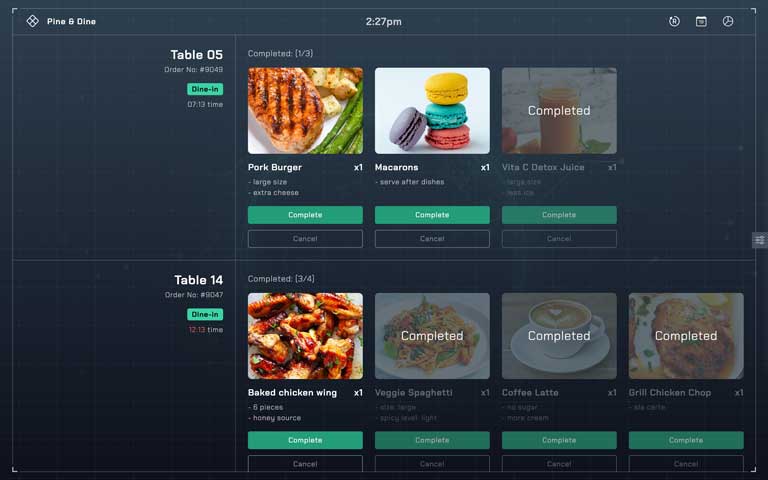 Pine & Dine
2:27pm
Table 05
Order No: #9049
Dine-in
07:13 time
Completed: [1/3]
Completed
Pork Burger x1
Macarons x1
Vita C Detox Juice x1
- large size
- extra cheese
- serve after dishes
- large size
- less ice
Complete
Complete
Complete
Cancel
Cancel
Cancel
Table 14
Order No: #9047
Dine-in
12:13 time
Completed: [3/4]
Completed
Completed
Completed
Baked chicken wing x1
Veggie Spaghetti x1
Coffee Latte x1
Grill Chicken Chop x1
- 6 pieces
- honey source
- size: large
- spicy level: light
- no sugar
- more cream
- ala carte
Complete
Complete
Complete
Complete
Cancel
Cancel
Cancel
Cancel